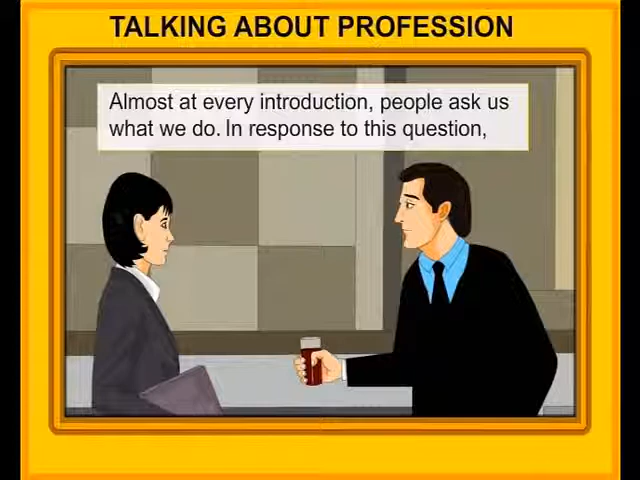 TALKING ABOUT PROFESSION
Almost at every introduction, people ask us
what we do. In response to this question,